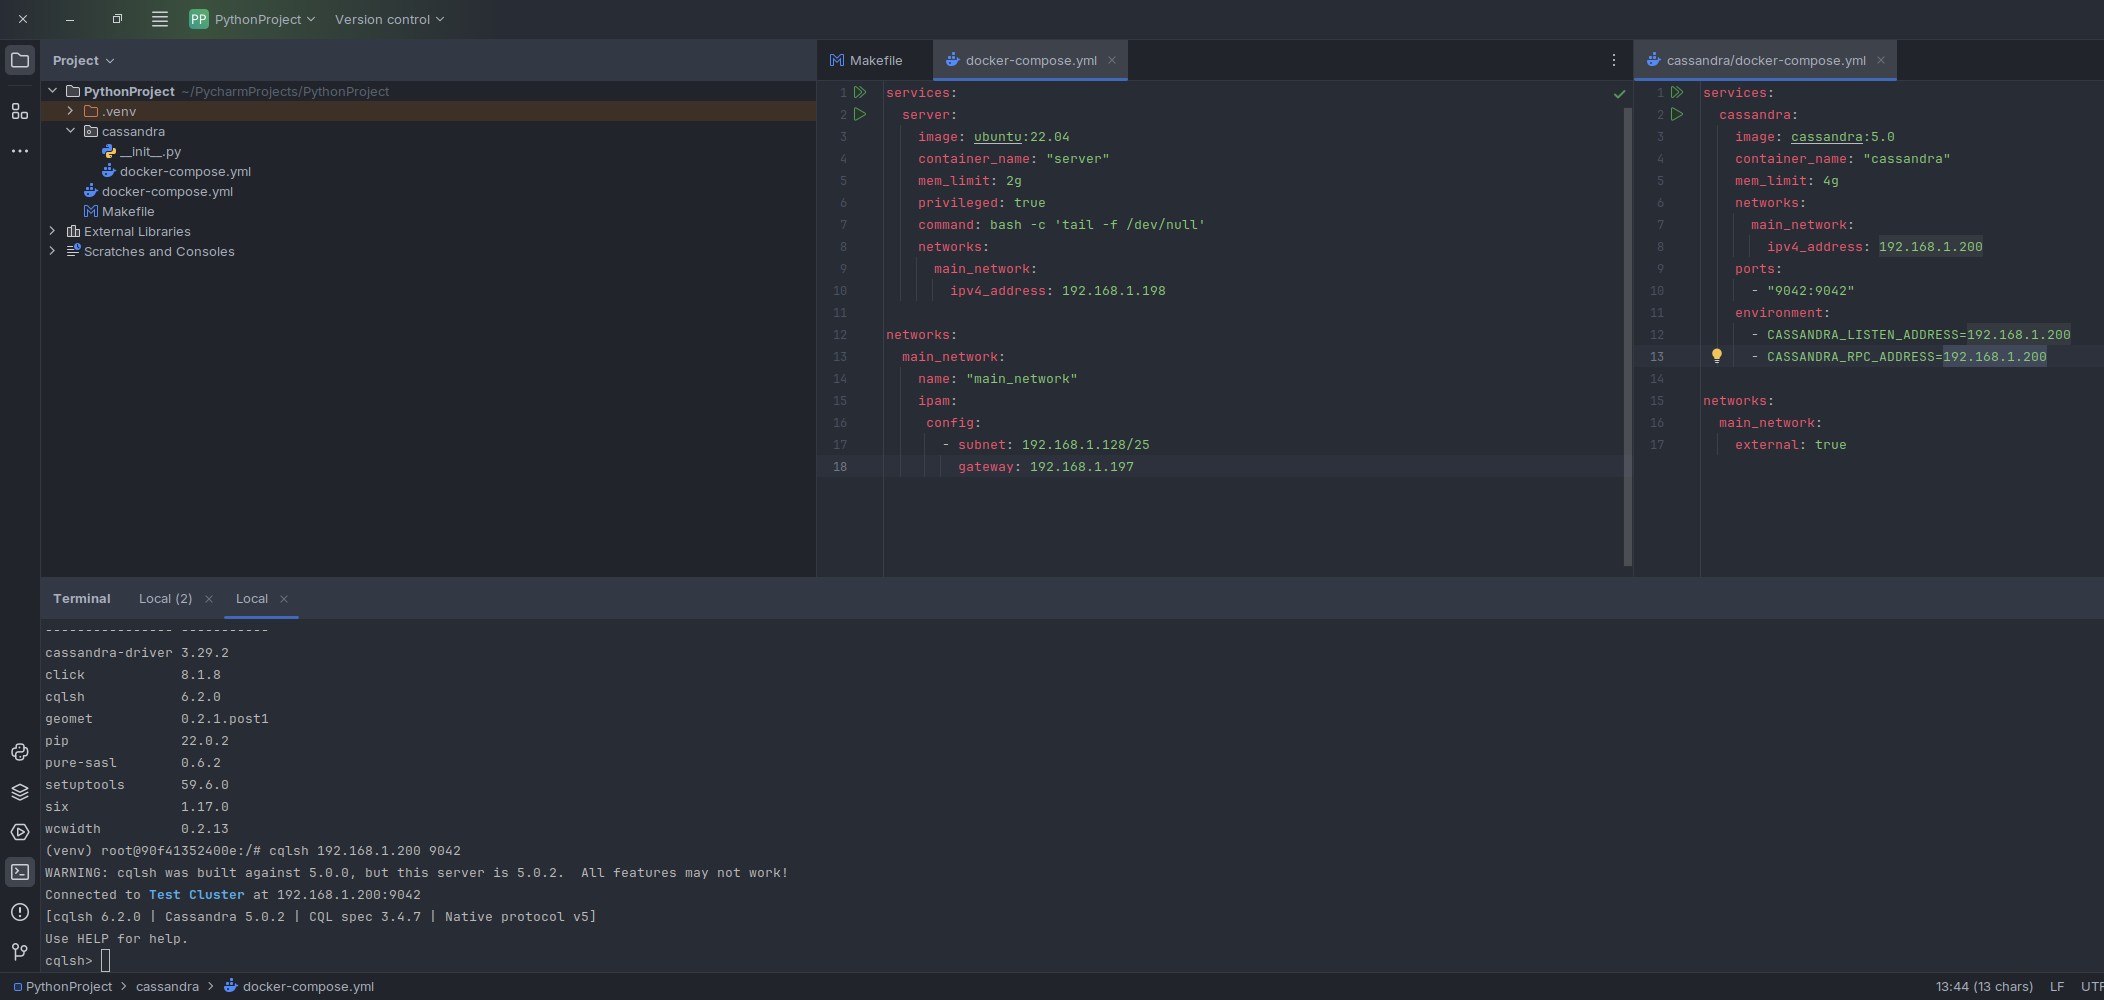 PP PythonProject Version control
Project
PythonProject ~/PycharmProjects/PythonProject
.venv
cassandra
__init__.py
docker-compose.yml
docker-compose.yml
Makefile
External Libraries
Scratches and Consoles
Makefile docker-compose.yml
1 services:
2 server:
3 image: ubuntu:22.04
4 container_name: "server"
5 mem_limit: 2g
6 privileged: true
7 command: bash -c 'tail -f /dev/null'
8 networks:
9 main_network:
10 ipv4_address: 192.168.1.198
11
12 networks:
13 main_network:
14 name: "main_network"
15 ipam:
16 config:
17 - subnet: 192.168.1.128/25
18 gateway: 192.168.1.197
cassandra/docker-compose.yml
1 services:
2 cassandra:
3 image: cassandra:5.0
4 container_name: "cassandra"
5 mem_limit: 4g
6 networks:
7 main_network:
8 ipv4_address: 192.168.1.200
9 ports:
10 - "9042:9042"
11 environment:
12 - CASSANDRA_LISTEN_ADDRESS=192.168.1.200
13 - CASSANDRA_RPC_ADDRESS=192.168.1.200
14
15 networks:
16 main_network:
17 external: true
Terminal Local (2) Local
---------------- -----------
cassandra-driver 3.29.2
click 8.1.8
cqlsh 6.2.0
geomet 0.2.1.post1
pip 22.0.2
pure-sasl 0.6.2
setuptools 59.6.0
six 1.17.0
wcwidth 0.2.13
(venv) root@90f41352400e:/# cqlsh 192.168.1.200 9042
WARNING: cqlsh was built against 5.0.0, but this server is 5.0.2.  All features may not work!
Connected to Test Cluster at 192.168.1.200:9042
[cqlsh 6.2.0 | Cassandra 5.0.2 | CQL spec 3.4.7 | Native protocol v5]
Use HELP for help.
cqlsh>
PythonProject > cassandra > docker-compose.yml 13:44 (13 chars) LF UTF